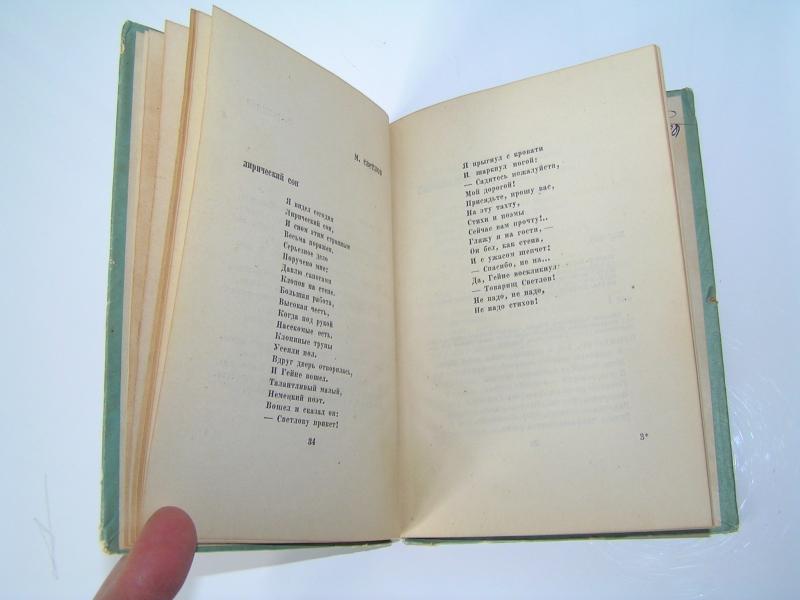 М. СВЕТЛОВ
ЛИРИЧЕСКИЙ СОН
Я видел сегодня
Лирический сон,
И сном этим странным
Весьма поражен.
Серьезное дело
Поручено мне:
Давлю сапогами
Клопов на стене.
Большая работа,
Высокая честь,
Когда под рукой
Насекомые есть.
Клопиные трупы
Усеяли пол.
Вдруг дверь отворилась,
И Гейне вошел.
Талантливый малый,
Немецкий поэт.
Вошел и сказал он:
— Светлову привет!
34
Я прыгнул с кровати
И шаркнул ногой:
— Садитесь пожалуйста,
Мой дорогой!
Присядьте, прошу вас,
На эту тахту,
Стихи и поэмы
Сейчас вам прочту!..
Гляжу я на гостя, —
Он бел, как стена,
И с ужасом шепчет:
— Спасибо, не на...
Да, Гейне воскликнул:
— Товарищ Светлов!
Не надо, не надо,
Не надо стихов!
3*